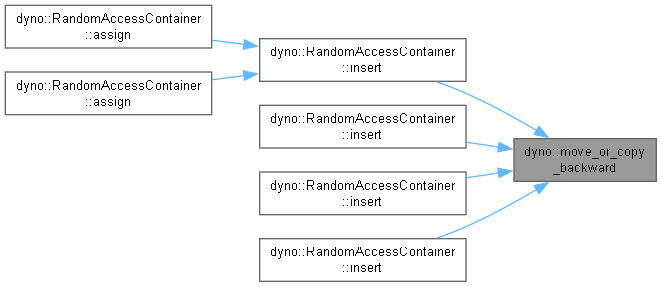 dyno::RandomAccessContainer
::assign
dyno::RandomAccessContainer
::assign
dyno::RandomAccessContainer
::insert
dyno::RandomAccessContainer
::insert
dyno::RandomAccessContainer
::insert
dyno::RandomAccessContainer
::insert
dyno::move_or_copy
_backward